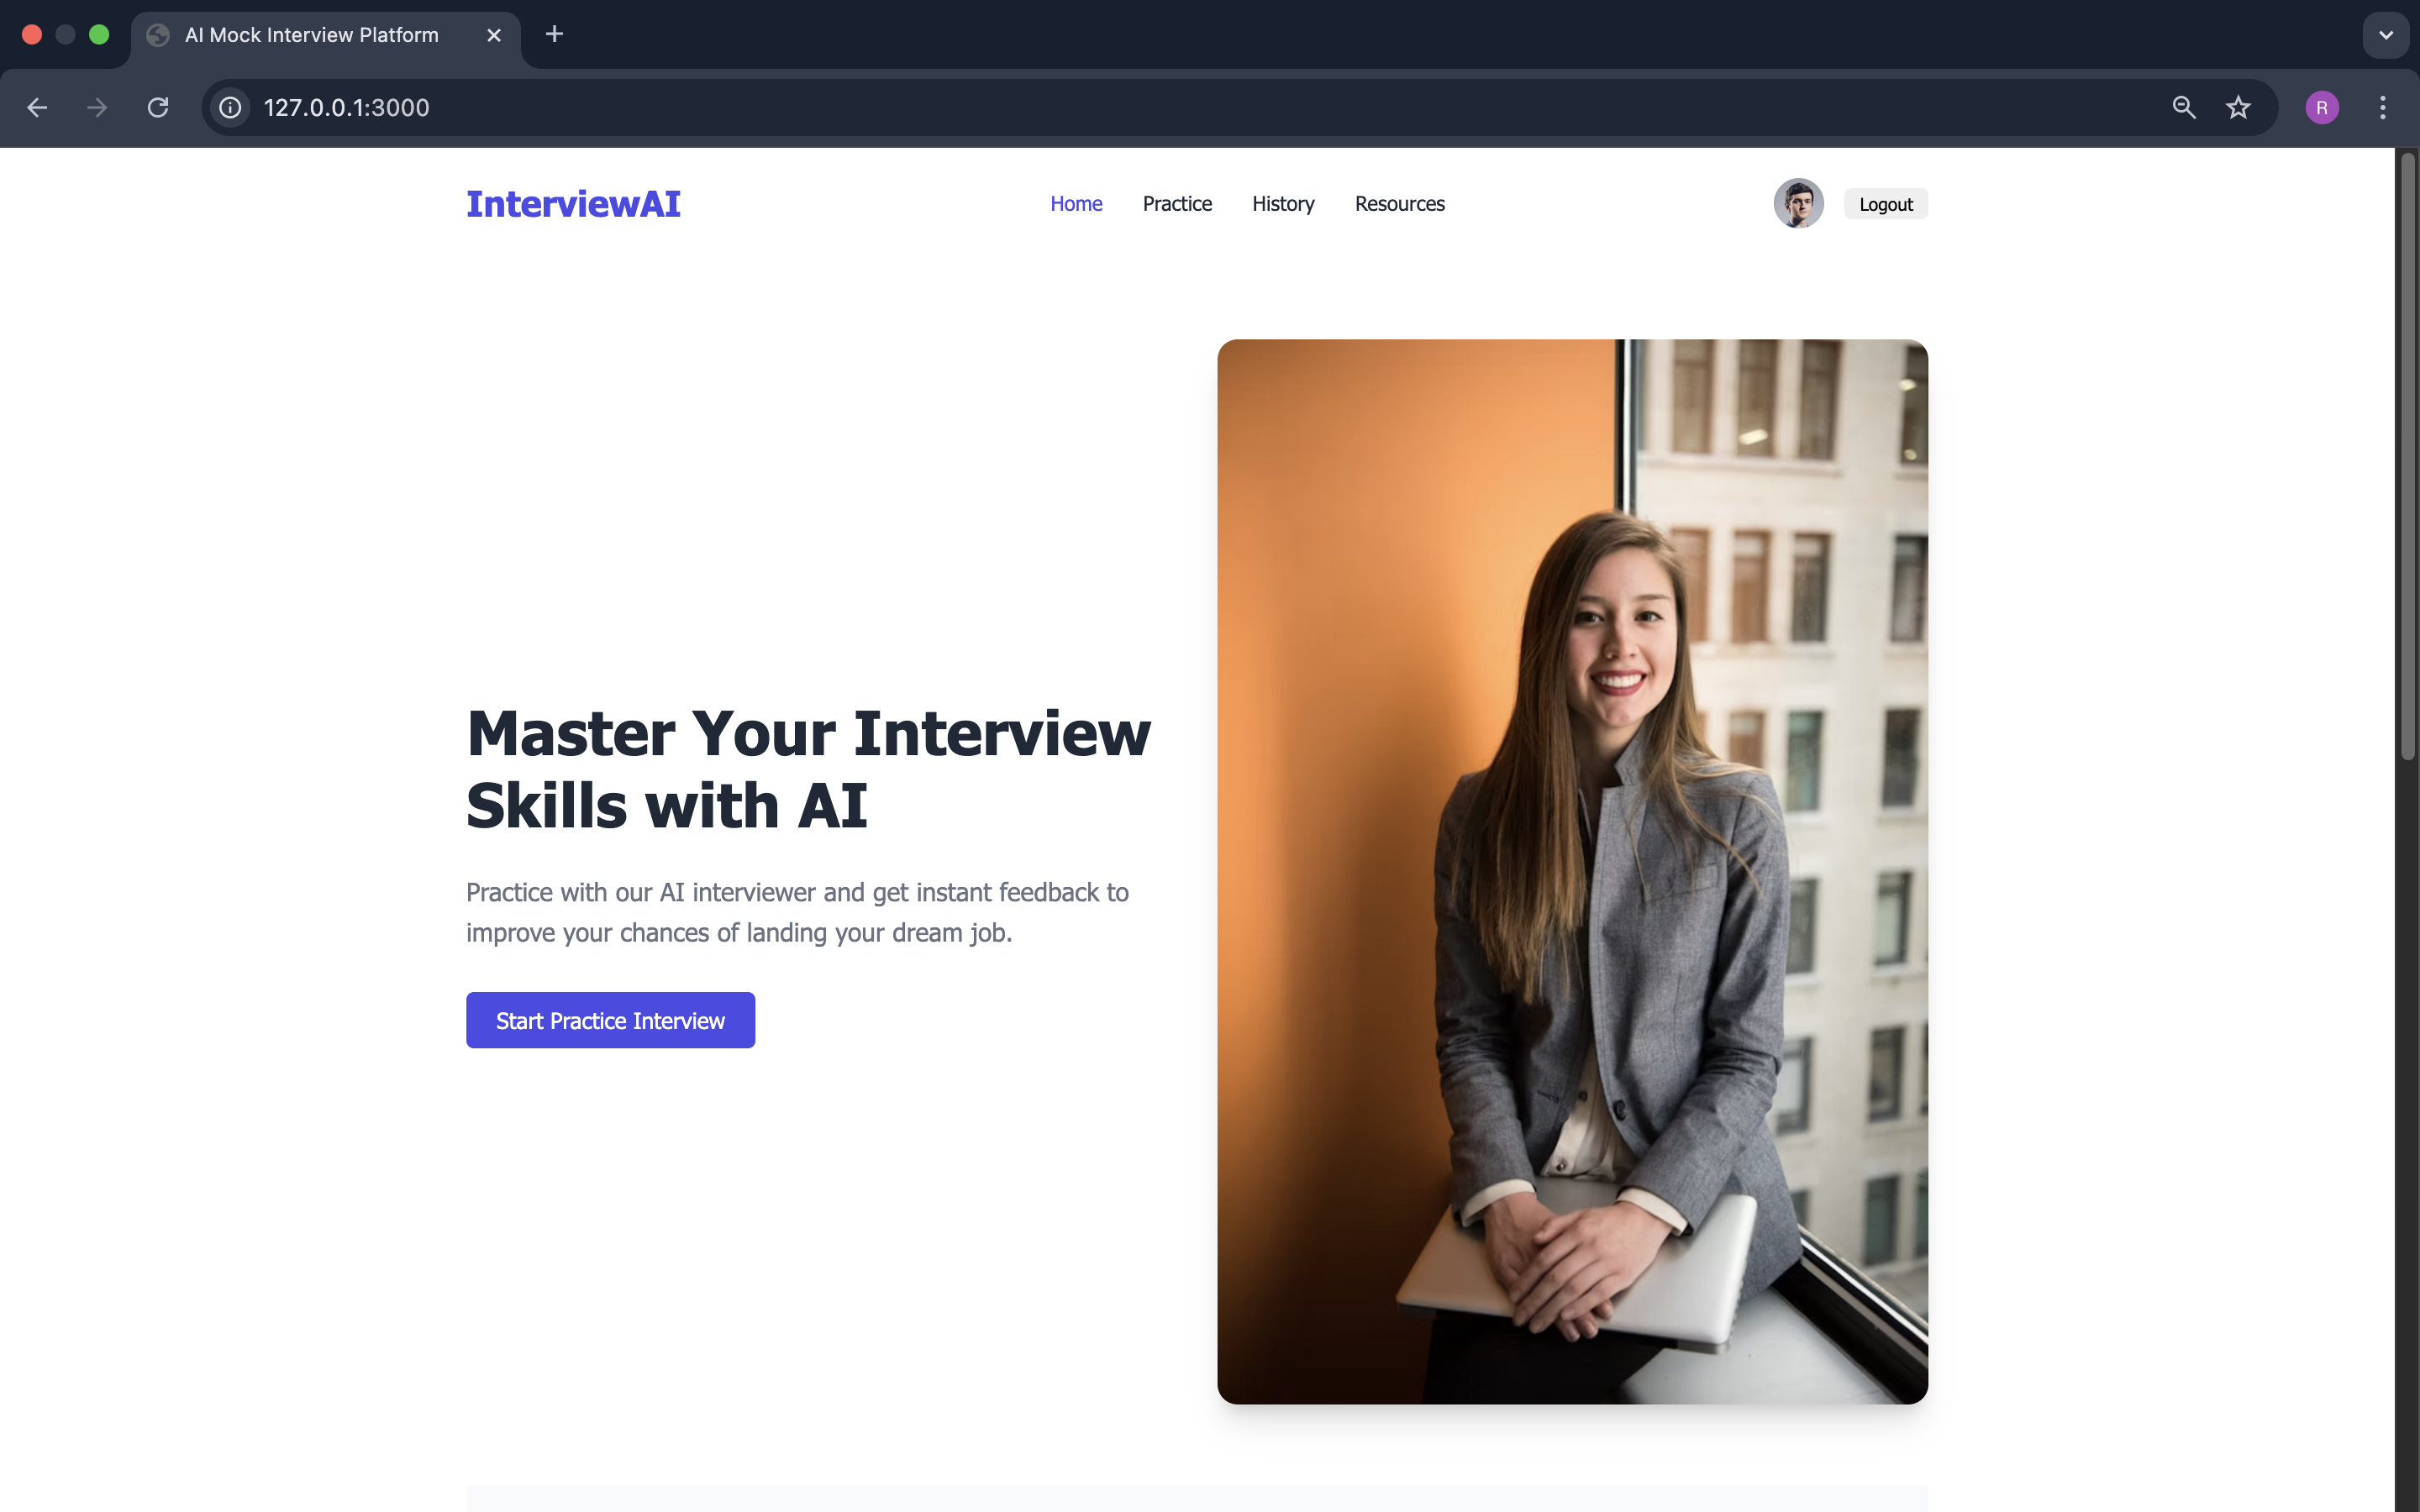 AI Mock Interview Platform
127.0.0.1:3000
R
InterviewAI
Home Practice History Resources
Logout
Master Your Interview
Skills with AI
Practice with our AI interviewer and get instant feedback to
improve your chances of landing your dream job.
Start Practice Interview